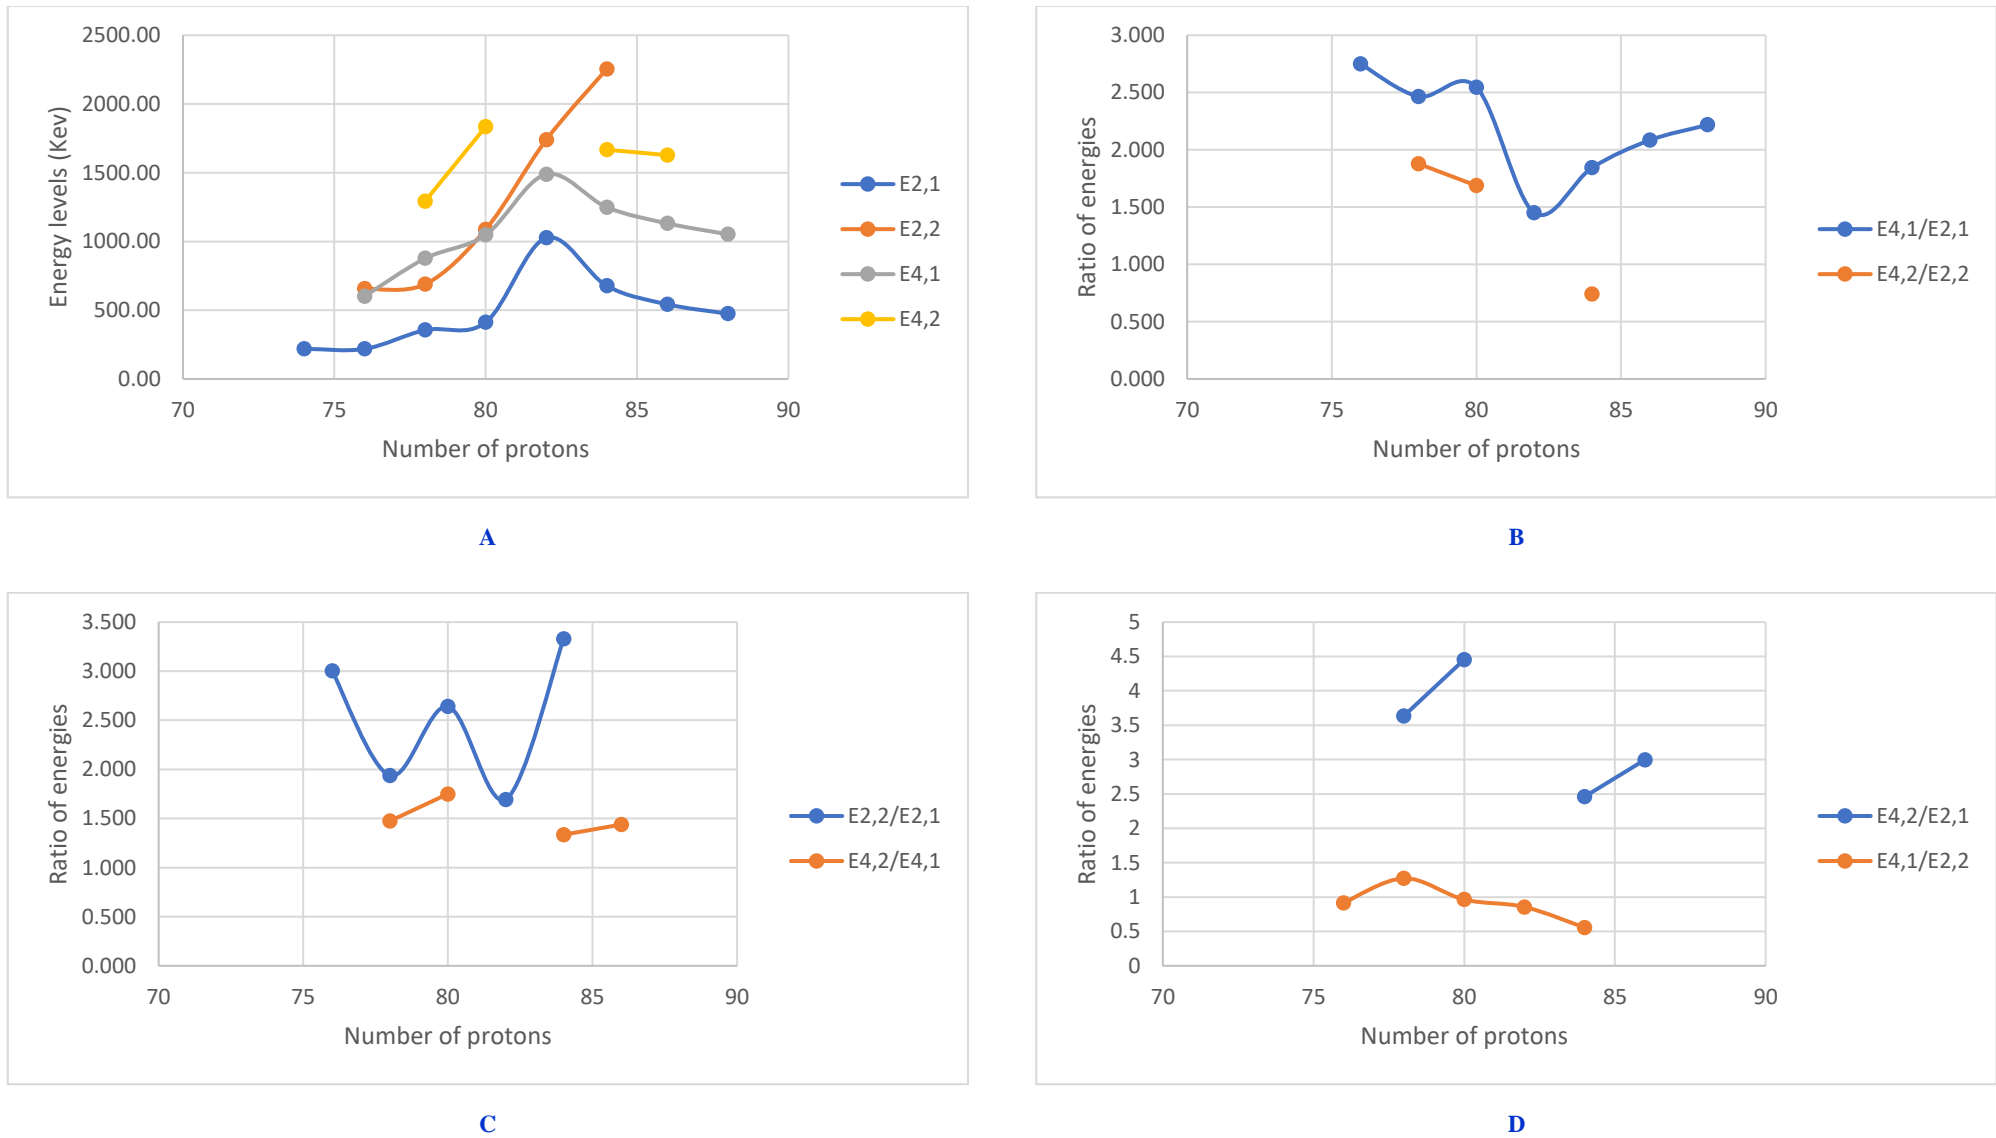 2500.00
2000.00
1500.00
1000.00
500.00
0.00
70 75 80 85 90
Energy levels (Kev)
Number of protons
E2,1
E2,2
E4,1
E4,2
A
3.000
2.500
2.000
1.500
1.000
0.500
0.000
70 75 80 85 90
Ratio of energies
Number of protons
E4,1/E2,1
E4,2/E2,2
B
3.500
3.000
2.500
2.000
1.500
1.000
0.500
0.000
70 75 80 85 90
Ratio of energies
Number of protons
E2,2/E2,1
E4,2/E4,1
C
5
4.5
4
3.5
3
2.5
2
1.5
1
0.5
0
70 75 80 85 90
Ratio of energies
Number of protons
E4,2/E2,1
E4,1/E2,2
D